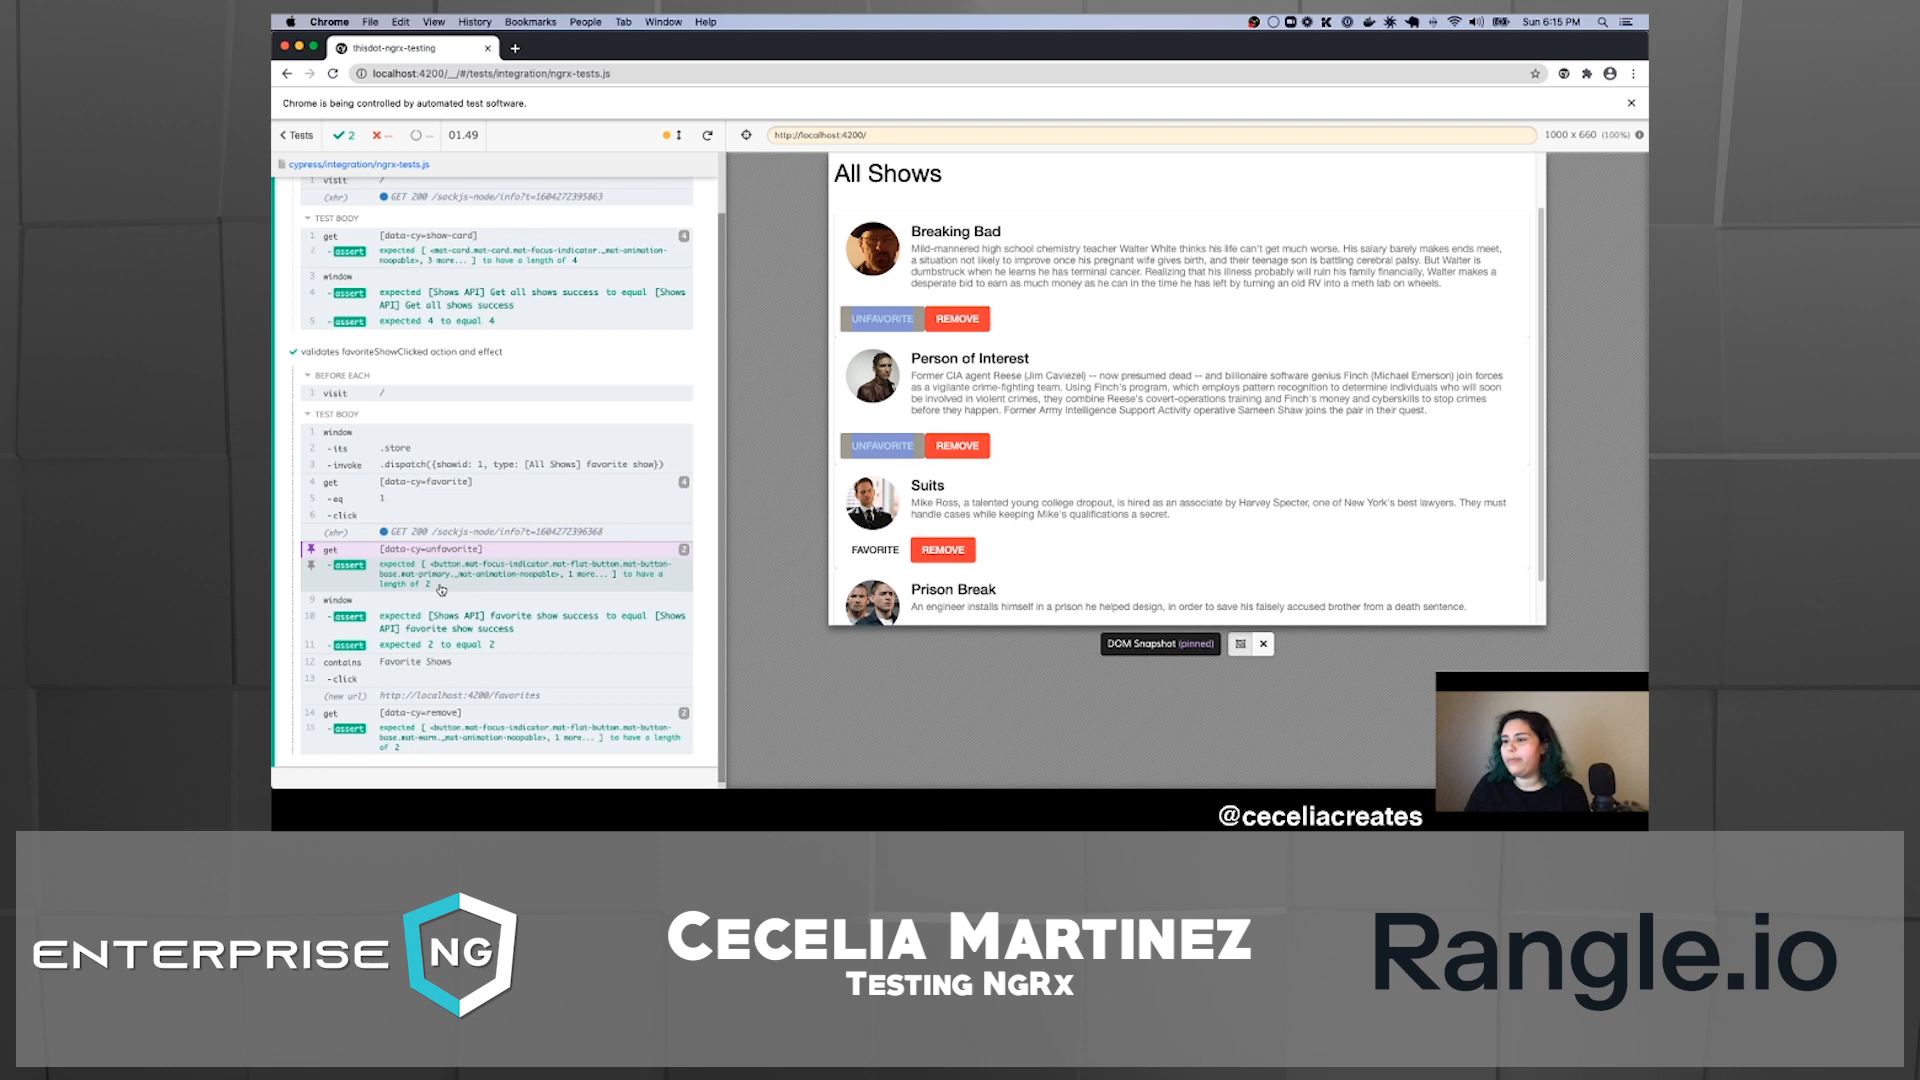 Chrome File Edit View History Bookmarks People Tab Window Help Sun 6:15 PM
thisdot-ngrx-testing
localhost:4200/__/#/tests/integration/ngrx-tests.js
Chrome is being controlled by automated test software.
Tests 2 -- -- 01.49
http://localhost:4200/ 1000 x 660 (100%)
cypress/integration/ngrx-tests.js
1 visit /
(xhr) GET 200 /sockjs-node/info?t=1604272395863
TEST BODY
1 get [data-cy=show-card] 4
2 -assert expected [ <mat-card.mat-card.mat-focus-indicator._mat-animation-
noopable>, 3 more... ] to have a length of 4
3 window
4 -assert expected [Shows API] Get all shows success to equal [Shows
API] Get all shows success
5 -assert expected 4 to equal 4
validates favoriteShowClicked action and effect
BEFORE EACH
1 visit /
TEST BODY
1 window
2 -its .store
3 -invoke .dispatch({showid: 1, type: [All Shows] favorite show})
4 get [data-cy=favorite] 4
5 -eq 1
6 -click
(xhr) GET 200 /sockjs-node/info?t=1604272396368
get [data-cy=unfavorite] 2
-assert expected [ <button.mat-focus-indicator.mat-flat-button.mat-button-
base.mat-primary._mat-animation-noopable>, 1 more... ] to have a
length of 2
9 window
10 -assert expected [Shows API] favorite show success to equal [Shows
API] favorite show success
11 -assert expected 2 to equal 2
12 contains Favorite Shows
13 -click
(new url) http://localhost:4200/favorites
14 get [data-cy=remove] 2
15 -assert expected [ <button.mat-focus-indicator.mat-flat-button.mat-button-
base.mat-warn._mat-animation-noopable>, 1 more... ] to have a length
of 2
All Shows
Breaking Bad
Mild-mannered high school chemistry teacher Walter White thinks his life can't get much worse. His salary barely makes ends meet,
a situation not likely to improve once his pregnant wife gives birth, and their teenage son is battling cerebral palsy. But Walter is
dumbstruck when he learns he has terminal cancer. Realizing that his illness probably will ruin his family financially, Walter makes a
desperate bid to earn as much money as he can in the time he has left by turning an old RV into a meth lab on wheels.
UNFAVORITE REMOVE
Person of Interest
Former CIA agent Reese (Jim Caviezel) -- now presumed dead -- and billionaire software genius Finch (Michael Emerson) join forces
as a vigilante crime-fighting team. Using Finch's program, which employs pattern recognition to determine individuals who will soon
be involved in violent crimes, they combine Reese's covert-operations training and Finch's money and cyberskills to stop crimes
before they happen. Former Army Intelligence Support Activity operative Sameen Shaw joins the pair in their quest.
UNFAVORITE REMOVE
Suits
Mike Ross, a talented young college dropout, is hired as an associate by Harvey Specter, one of New York's best lawyers. They must
handle cases while keeping Mike's qualifications a secret.
FAVORITE REMOVE
Prison Break
An engineer installs himself in a prison he helped design, in order to save his falsely accused brother from a death sentence.
DOM Snapshot (pinned)
@ceceliacreates
ENTERPRISE NG
CECELIA MARTINEZ
TESTING NGRX
Rangle.io